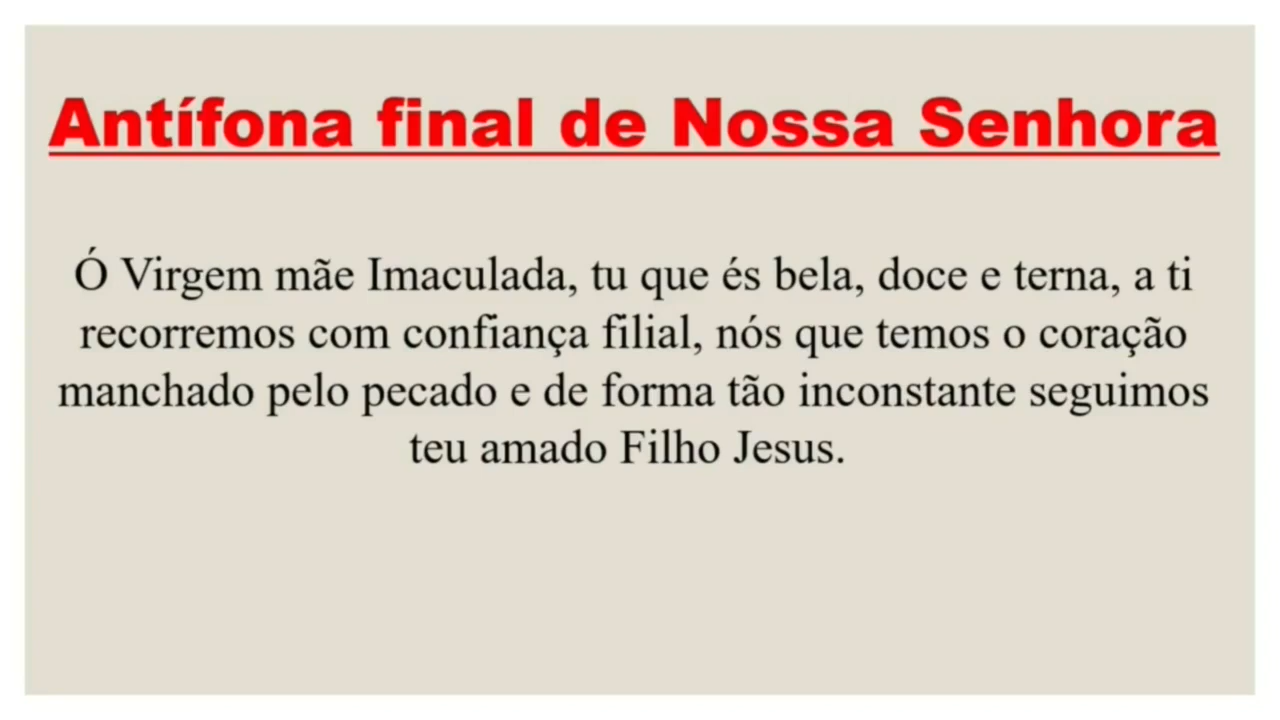 Antífona final de Nossa Senhora
Ó Virgem mãe Imaculada, tu que és bela, doce e terna, a ti
recorremos com confiança filial, nós que temos o coração
manchado pelo pecado e de forma tão inconstante seguimos
teu amado Filho Jesus.